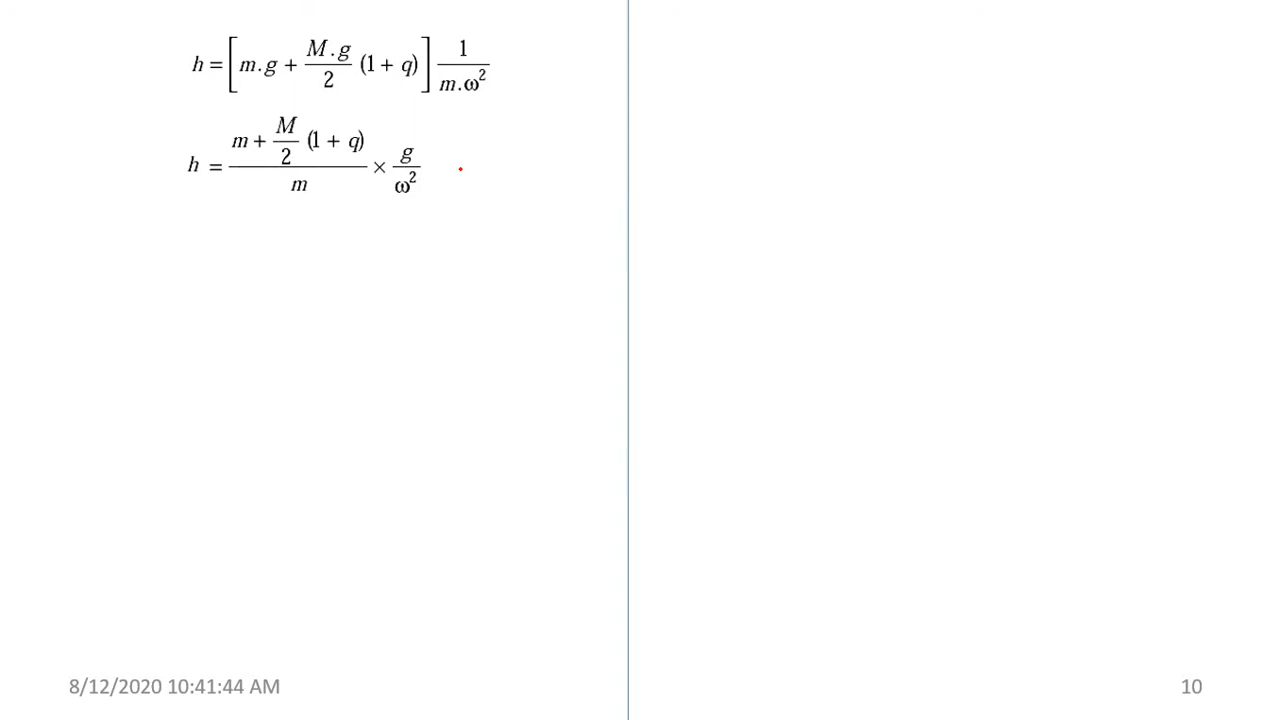 h = [m.g + M.g/2 (1 + q)] 1/m.ω²
h = m + M/2 (1 + q)/m × g/ω²
8/12/2020 10:41:44 AM
10